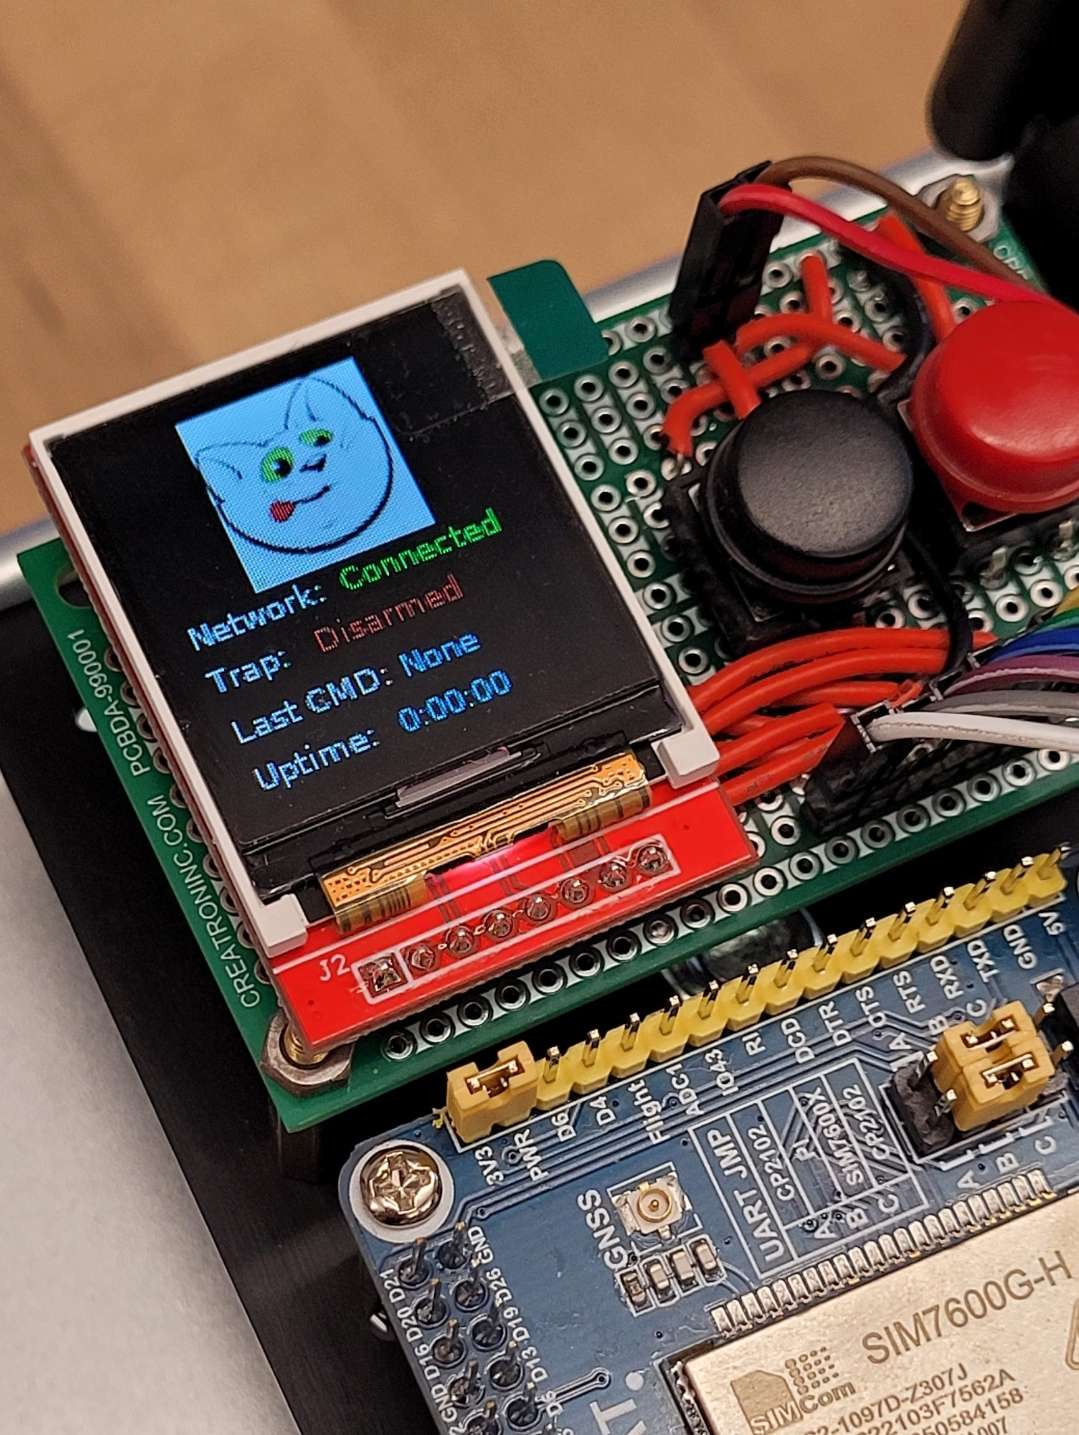 Network: Connected
Trap: Disarmed
Last CMD: None
Uptime: 0:00:00
CREATRONINC.COM PCBDA-990001
J2
3V3
PWR
D6
D4
Flight
ADC1
IO43
RI
DCD
DTR
CTS
RTS
RXD
TXD
GND
5V
UART JMP
CP2102
PI
SIM7600X
A
B
C
A
B
C
GNSS
D21
GND
D20
D26
D16
D19
D13
SIM7600G-H
SIMCom